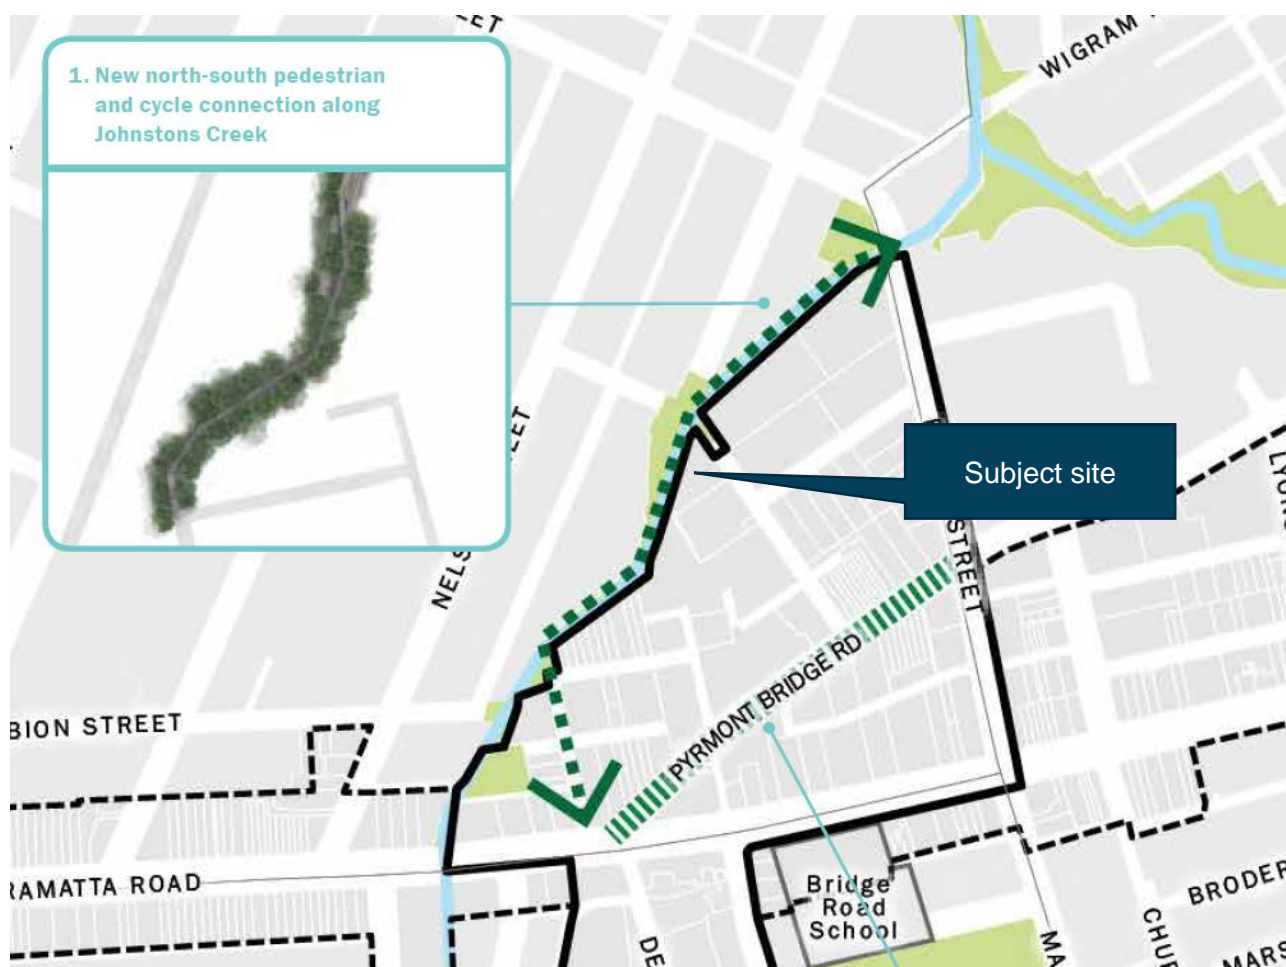 1. New north-south pedestrian
and cycle connection along
Johnstons Creek
WIGRAM
Subject site
STREET
PYRMONT BRIDGE RD
BION STREET
RAMATTA ROAD
Bridge
Road
School
BRODER